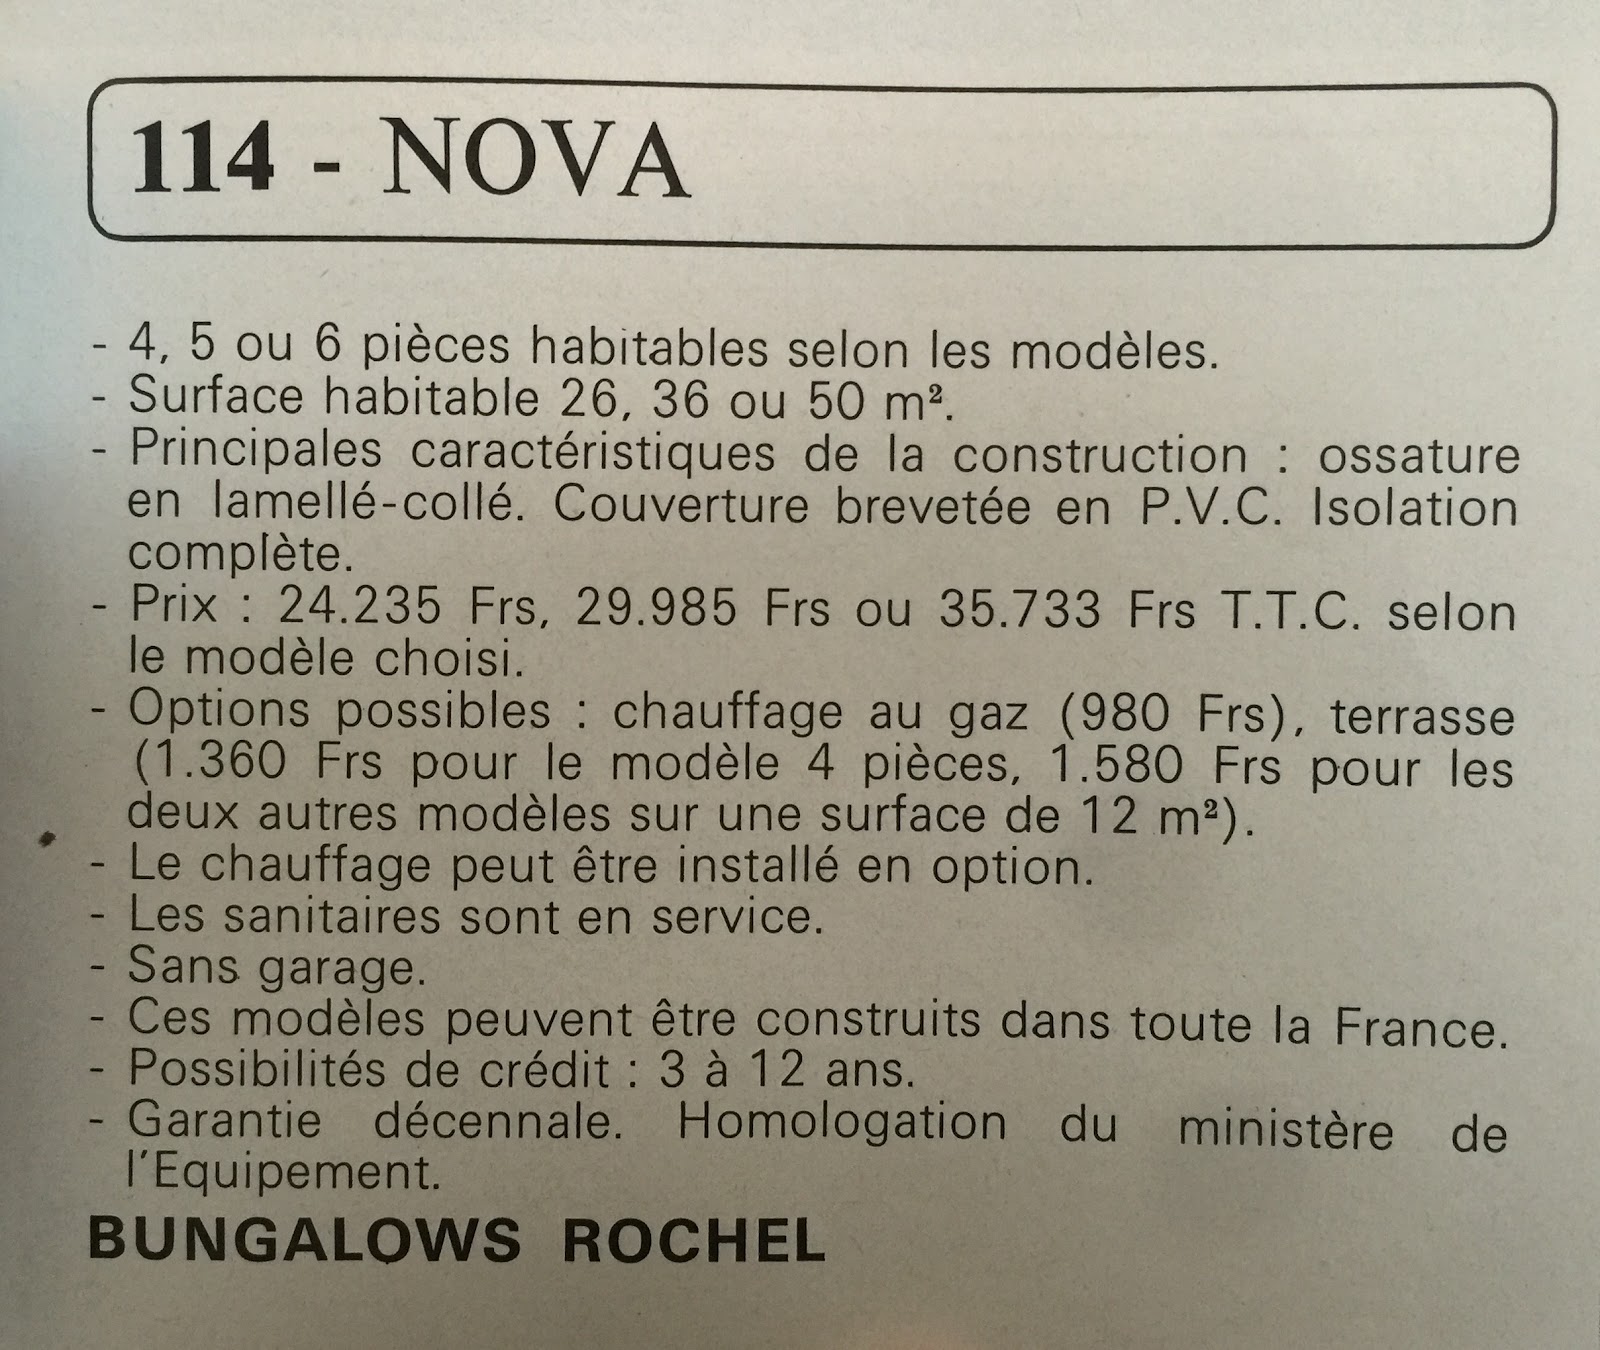 114 - NOVA
- 4, 5 ou 6 pièces habitables selon les modèles.
- Surface habitable 26, 36 ou 50 m².
- Principales caractéristiques de la construction : ossature
en lamellé-collé. Couverture brevetée en P.V.C. Isolation
complète.
- Prix : 24.235 Frs, 29.985 Frs ou 35.733 Frs T.T.C. selon
le modèle choisi.
- Options possibles : chauffage au gaz (980 Frs), terrasse
(1.360 Frs pour le modèle 4 pièces, 1.580 Frs pour les
deux autres modèles sur une surface de 12 m²).
- Le chauffage peut être installé en option.
- Les sanitaires sont en service.
- Sans garage.
- Ces modèles peuvent être construits dans toute la France.
- Possibilités de crédit : 3 à 12 ans.
- Garantie décennale. Homologation du ministère de
l'Equipement.
BUNGALOWS ROCHEL